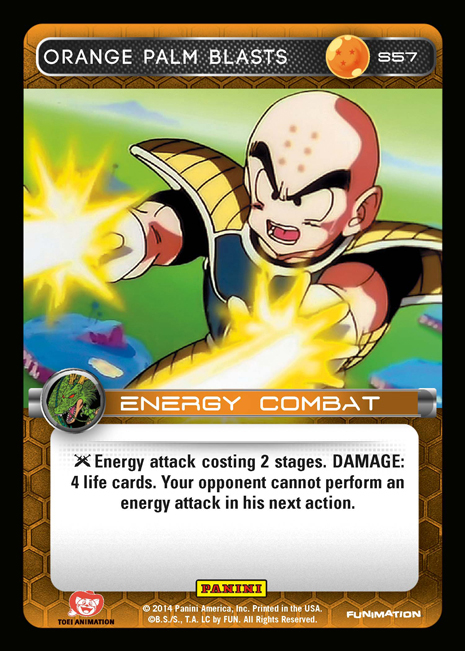 ORANGE PALM BLASTS S57
ENERGY COMBAT
Energy attack costing 2 stages. DAMAGE:
4 life cards. Your opponent cannot perform an
energy attack in his next action.
PANINI
© 2014 Panini America, Inc. Printed in the USA.
©B.S./S., T.A. LC by FUN. All Rights Reserved.
TOEI ANIMATION
FUNIMATION